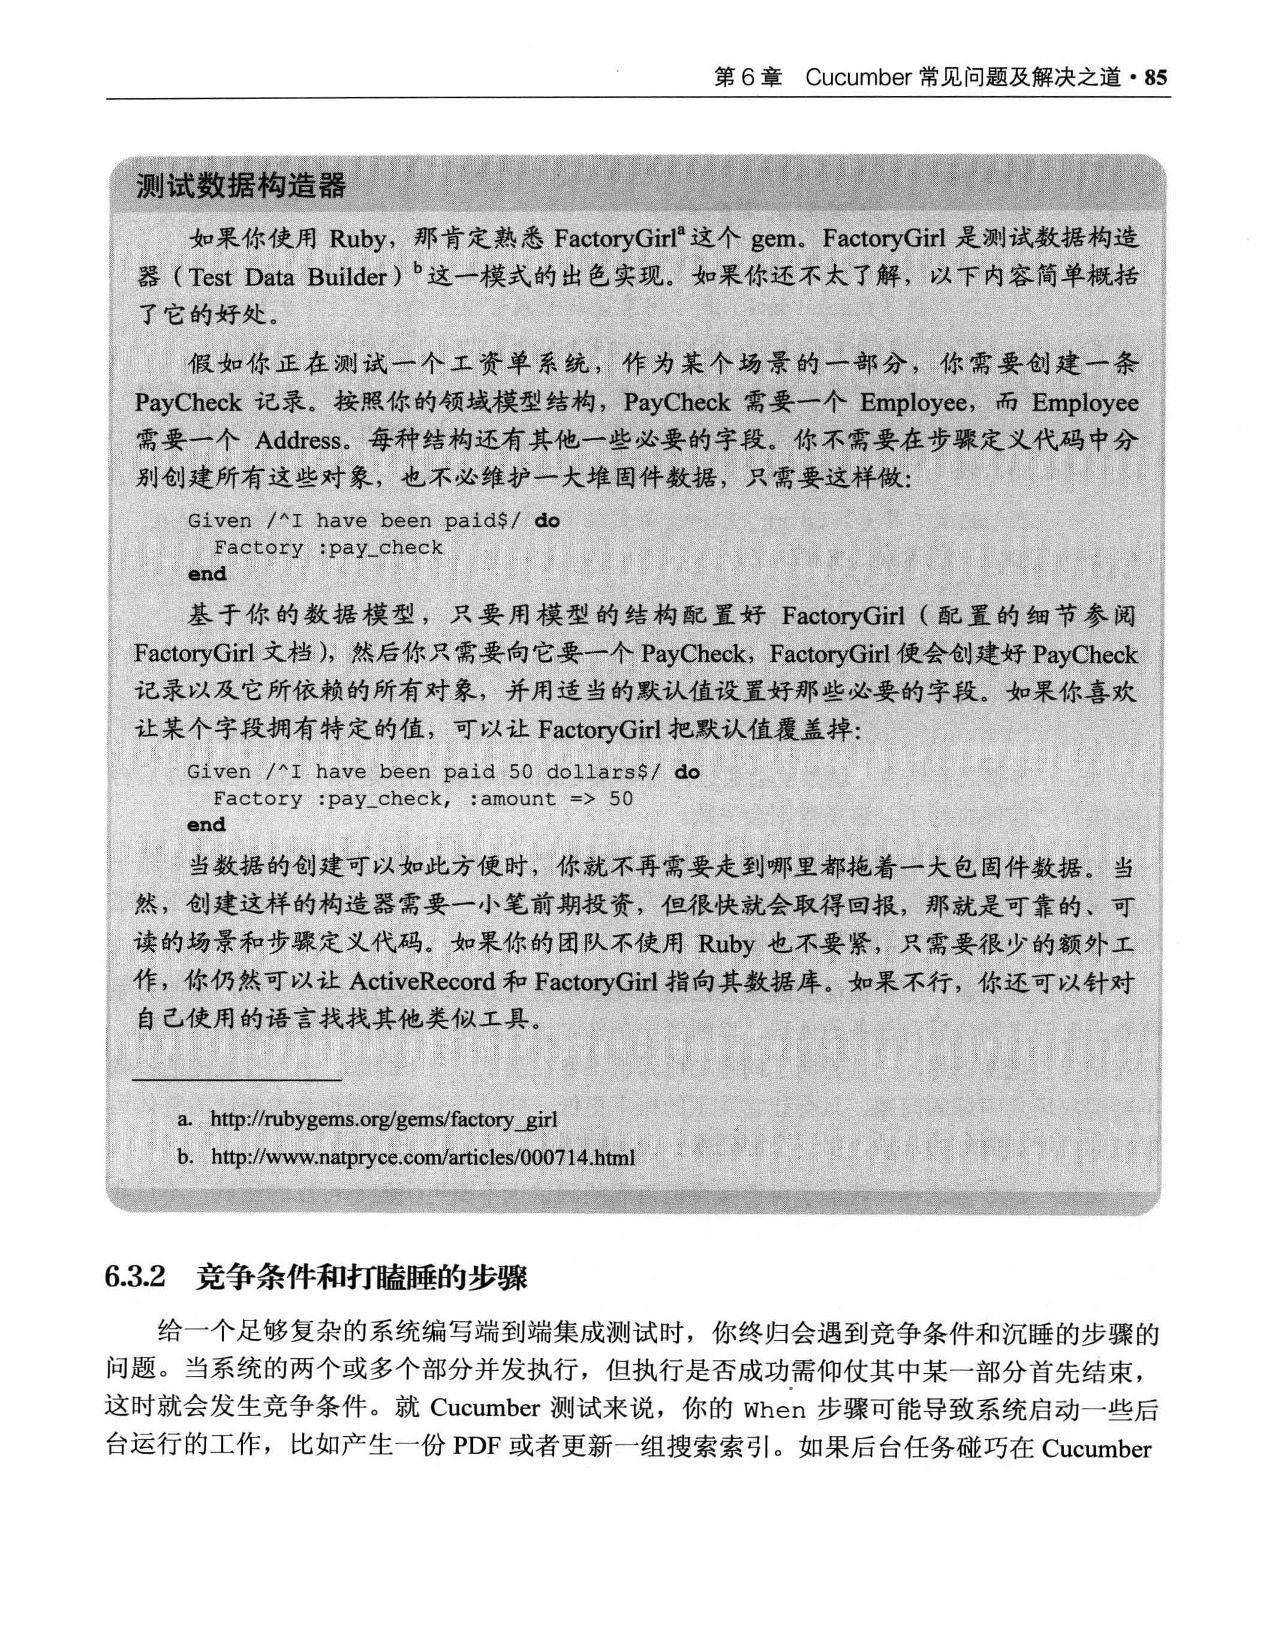 第6章 Cucumber 常见问题及解决之道·85
测试数据构造器
如果你使用 Ruby，那肯定熟悉 FactoryGirlᵃ这个 gem。FactoryGirl 是测试数据构造
器（Test Data Builder）ᵇ这一模式的出色实现。如果你还不太了解，以下内容简单概括
了它的好处。
假如你正在测试一个工资单系统，作为某个场景的一部分，你需要创建一条
PayCheck 记录。按照你的领域模型结构，PayCheck 需要一个 Employee，而 Employee
需要一个 Address。每种结构还有其他一些必要的字段。你不需要在步骤定义代码中分
别创建所有这些对象，也不必维护一大堆固件数据，只需要这样做：
Given /^I have been paid$/ do
  Factory :pay_check
end
基于你的数据模型，只要用模型的结构配置好 FactoryGirl（配置的细节参阅
FactoryGirl 文档），然后你只需要向它要一个 PayCheck，FactoryGirl 便会创建好 PayCheck
记录以及它所依赖的所有对象，并用适当的默认值设置好那些必要的字段。如果你喜欢
让某个字段拥有特定的值，可以让 FactoryGirl 把默认值覆盖掉：
Given /^I have been paid 50 dollars$/ do
  Factory :pay_check, :amount => 50
end
当数据的创建可以如此方便时，你就不再需要走到哪里都拖着一大包固件数据。当
然，创建这样的构造器需要一小笔前期投资，但很快就会取得回报，那就是可靠的、可
读的场景和步骤定义代码。如果你的团队不使用 Ruby 也不要紧，只需要很少的额外工
作，你仍然可以让 ActiveRecord 和 FactoryGirl 指向其数据库。如果不行，你还可以针对
自己使用的语言找找其他类似工具。
a. http://rubygems.org/gems/factory_girl
b. http://www.natpryce.com/articles/000714.html
6.3.2 竞争条件和打瞌睡的步骤
给一个足够复杂的系统编写端到端集成测试时，你终归会遇到竞争条件和沉睡的步骤的
问题。当系统的两个或多个部分并发执行，但执行是否成功需仰仗其中某一部分首先结束，
这时就会发生竞争条件。就 Cucumber 测试来说，你的 When 步骤可能导致系统启动一些后
台运行的工作，比如产生一份 PDF 或者更新一组搜索索引。如果后台任务碰巧在 Cucumber